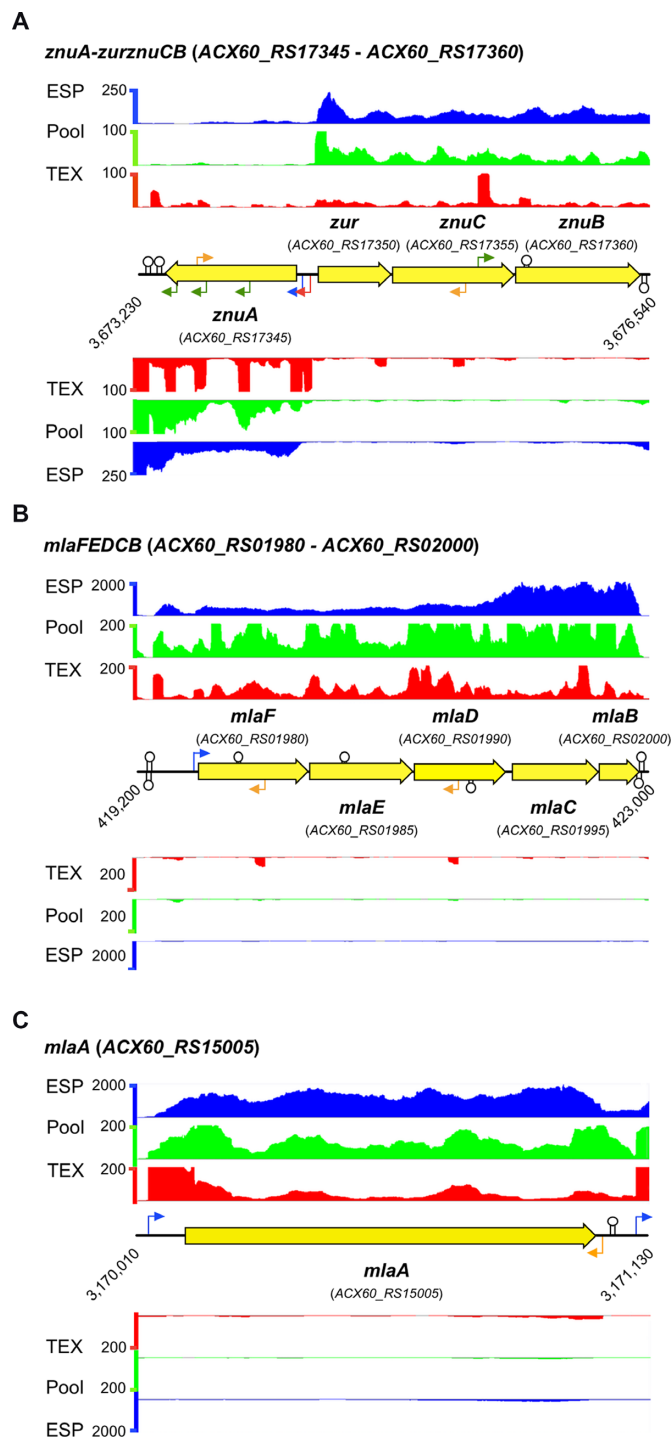 A
znuA-zurznuCB (ACX60_RS17345 - ACX60_RS17360)
ESP 250
Pool 100
TEX 100
zur znuC znuB
(ACX60_RS17350) (ACX60_RS17355) (ACX60_RS17360)
3,673,230 3,676,540
znuA
(ACX60_RS17345)
TEX 100
Pool 100
ESP 250
B
mlaFEDCB (ACX60_RS01980 - ACX60_RS02000)
ESP 2000
Pool 200
TEX 200
mlaF mlaD mlaB
(ACX60_RS01980) (ACX60_RS01990) (ACX60_RS02000)
419,200 423,000
mlaE mlaC
(ACX60_RS01985) (ACX60_RS01995)
TEX 200
Pool 200
ESP 2000
C
mlaA (ACX60_RS15005)
ESP 2000
Pool 200
TEX 200
3,170,010 3,171,130
mlaA
(ACX60_RS15005)
TEX 200
Pool 200
ESP 2000